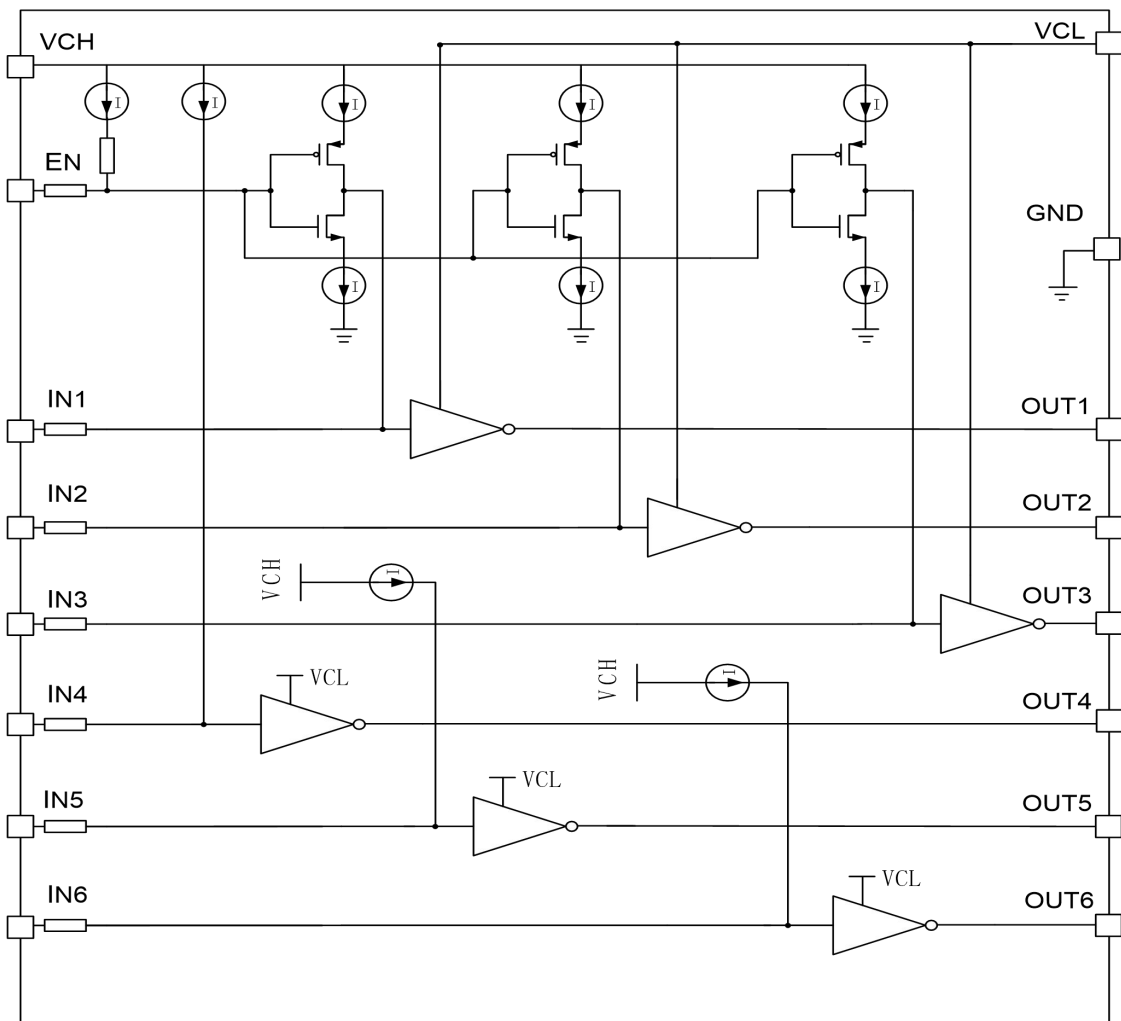 VCH
VCL
I
I
I
I
I
EN
GND
I
I
I
IN1
OUT1
IN2
OUT2
VCH
I
IN3
OUT3
VCH
I
VCL
IN4
OUT4
VCL
IN5
OUT5
VCL
IN6
OUT6